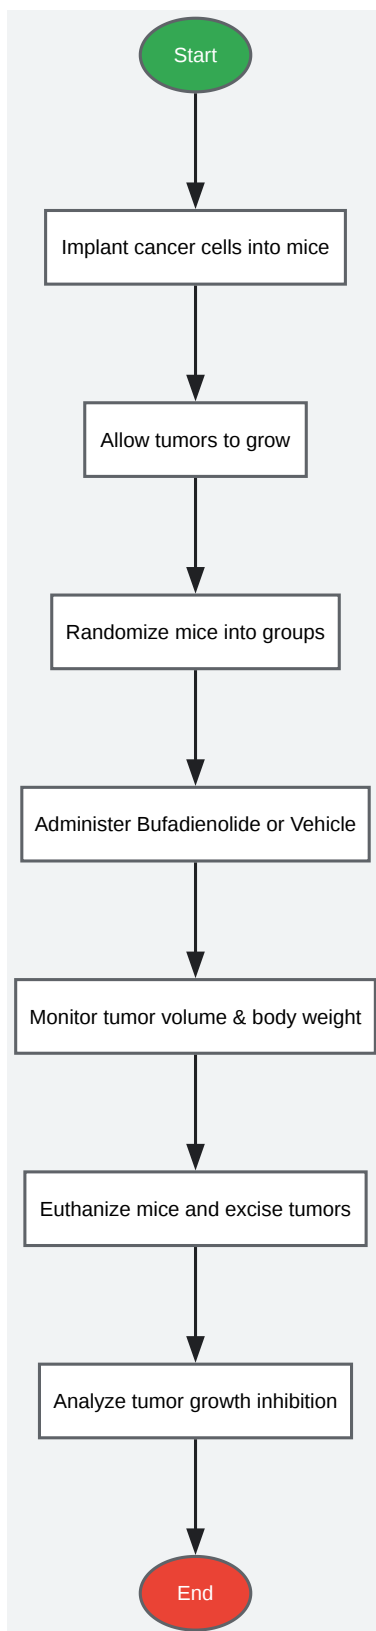 Start
Implant cancer cells into mice
Allow tumors to grow
Randomize mice into groups
Administer Bufadienolide or Vehicle
Monitor tumor volume & body weight
Euthanize mice and excise tumors
Analyze tumor growth inhibition
End